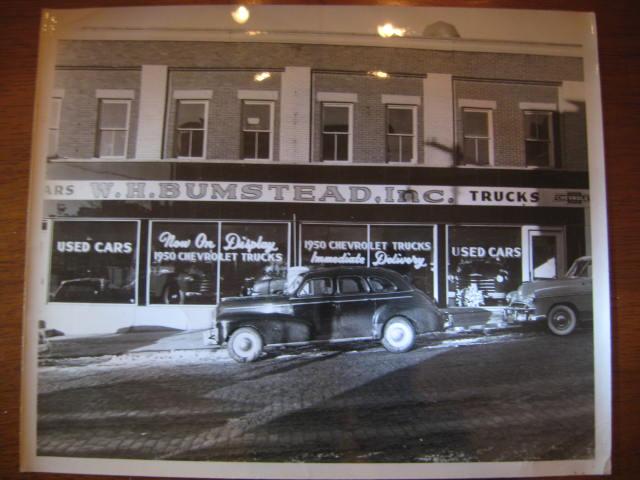 ARS W.H.BUMSTEAD, Inc. TRUCKS CHEVROLET
USED CARS
Now On Display
1950 CHEVROLET TRUCKS
1950 CHEVROLET TRUCKS
Immediate Delivery.
USED CARS